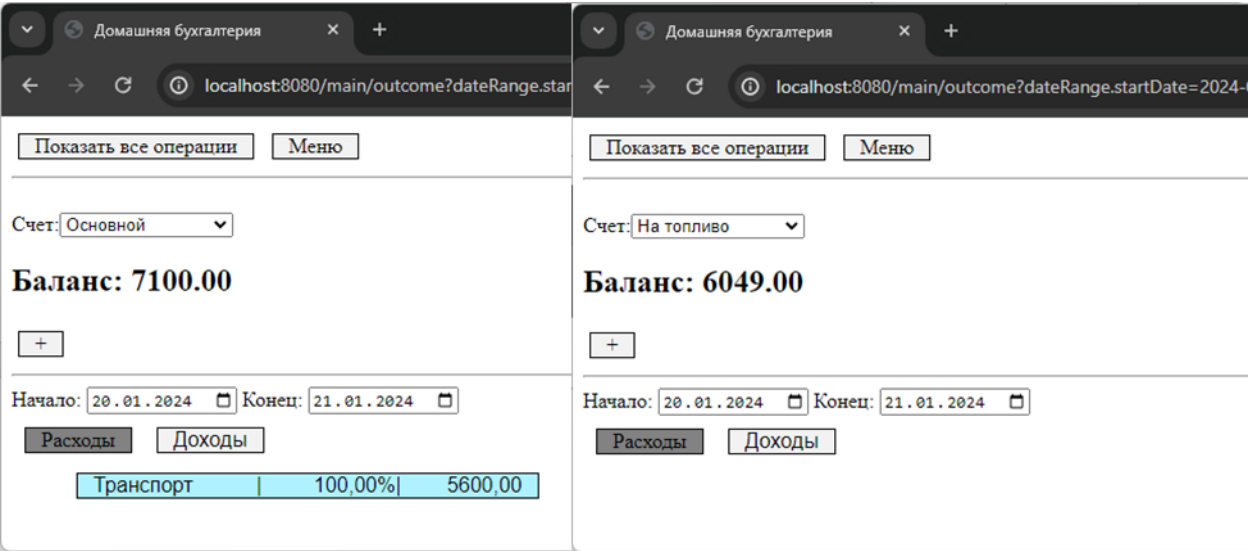 Домашняя бухгалтерия
localhost:8080/main/outcome?dateRange.star
Показать все операции Меню
Счет: Основной
Баланс: 7100.00
+
Начало: 20.01.2024 Конец: 21.01.2024
Расходы Доходы
Транспорт | 100,00%| 5600,00
Домашняя бухгалтерия
localhost:8080/main/outcome?dateRange.startDate=2024-
Показать все операции Меню
Счет: На топливо
Баланс: 6049.00
+
Начало: 20.01.2024 Конец: 21.01.2024
Расходы Доходы